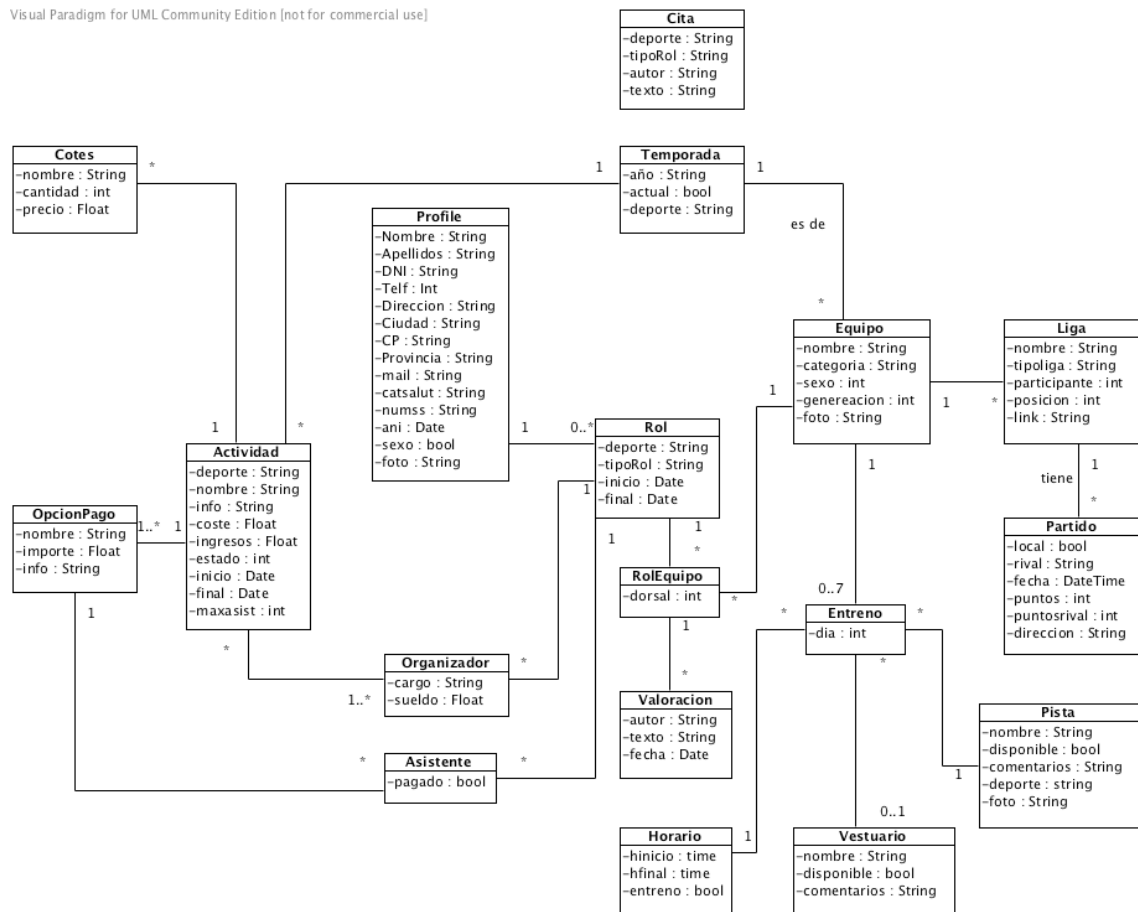 Visual Paradigm for UML Community Edition [not for commercial use]
Cita
-deporte : String
-tipoRol : String
-autor : String
-texto : String
Cotes
-nombre : String
-cantidad : int
-precio : Float
*
1
1
Temporada
-año : String
-actual : bool
-deporte : String
1
es de
*
Profile
-Nombre : String
-Apellidos : String
-DNI : String
-Telf : Int
-Direccion : String
-Ciudad : String
-CP : String
-Provincia : String
-mail : String
-catsalut : String
-numss : String
-ani : Date
-sexo : bool
-foto : String
1
0..*
Equipo
-nombre : String
-categoria : String
-sexo : int
-genereacion : int
-foto : String
1
1
*
1
Liga
-nombre : String
-tipoliga : String
-participante : int
-posicion : int
-link : String
1
tiene
*
*
Actividad
-deporte : String
-nombre : String
-info : String
-coste : Float
-ingresos : Float
-estado : int
-inicio : Date
-final : Date
-maxasist : int
*
Rol
-deporte : String
-tipoRol : String
-inicio : Date
-final : Date
1
1
1
*
OpcionPago
-nombre : String
-importe : Float
-info : String
1..*
1
1
Partido
-local : bool
-rival : String
-fecha : DateTime
-puntos : int
-puntosrival : int
-direccion : String
RolEquipo
-dorsal : int
*
1
*
0..7
Entreno
-dia : int
*
*
*
Organizador
-cargo : String
-sueldo : Float
1..*
*
Valoracion
-autor : String
-texto : String
-fecha : Date
Pista
-nombre : String
-disponible : bool
-comentarios : String
-deporte : string
-foto : String
1
Asistente
-pagado : bool
*
*
0..1
Horario
-hinicio : time
-hfinal : time
-entreno : bool
1
Vestuario
-nombre : String
-disponible : bool
-comentarios : String